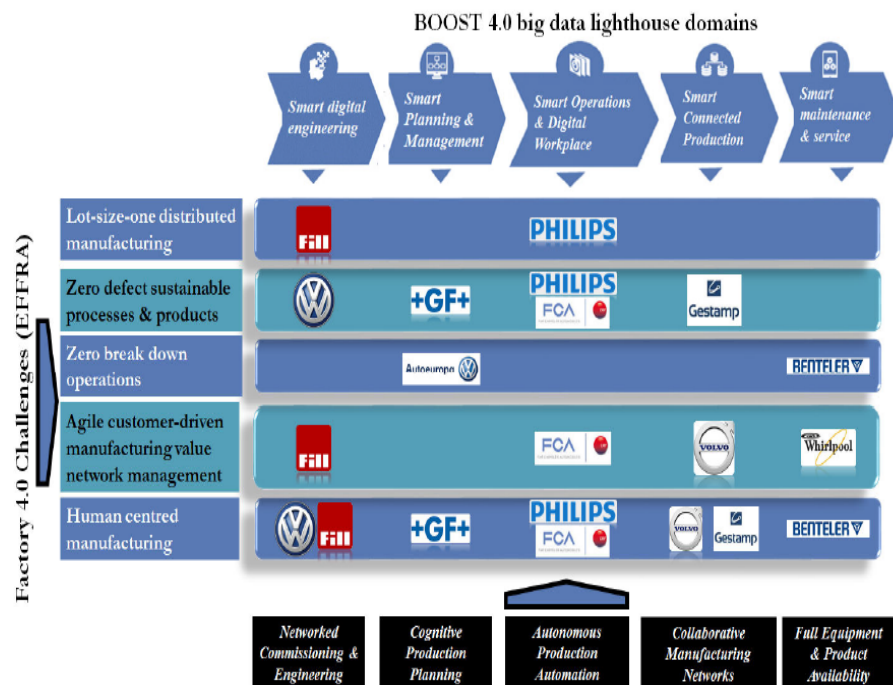 BOOST 4.0 big data lighthouse domains
Smart digital
engineering
Smart
Planning &
Management
Smart Operations
& Digital
Workplace
Smart
Connected
Production
Smart
maintenance
& service
Factory 4.0 Challenges (EFFRA)
Lot-size-one distributed
manufacturing
Fill
PHILIPS
Zero defect sustainable
processes & products
VW
+GF+
PHILIPS
FCA
Gestamp
Zero break down
operations
Autoeuropa
BENTELER
Agile customer-driven
manufacturing value
network management
Fill
FCA
VOLVO
Whirlpool
Human centred
manufacturing
VW
Fill
+GF+
PHILIPS
FCA
VOLVO
Gestamp
BENTELER
Networked
Commissioning &
Engineering
Cognitive
Production
Planning
Autonomous
Production
Automation
Collaborative
Manufacturing
Networks
Full Equipment
& Product
Availability